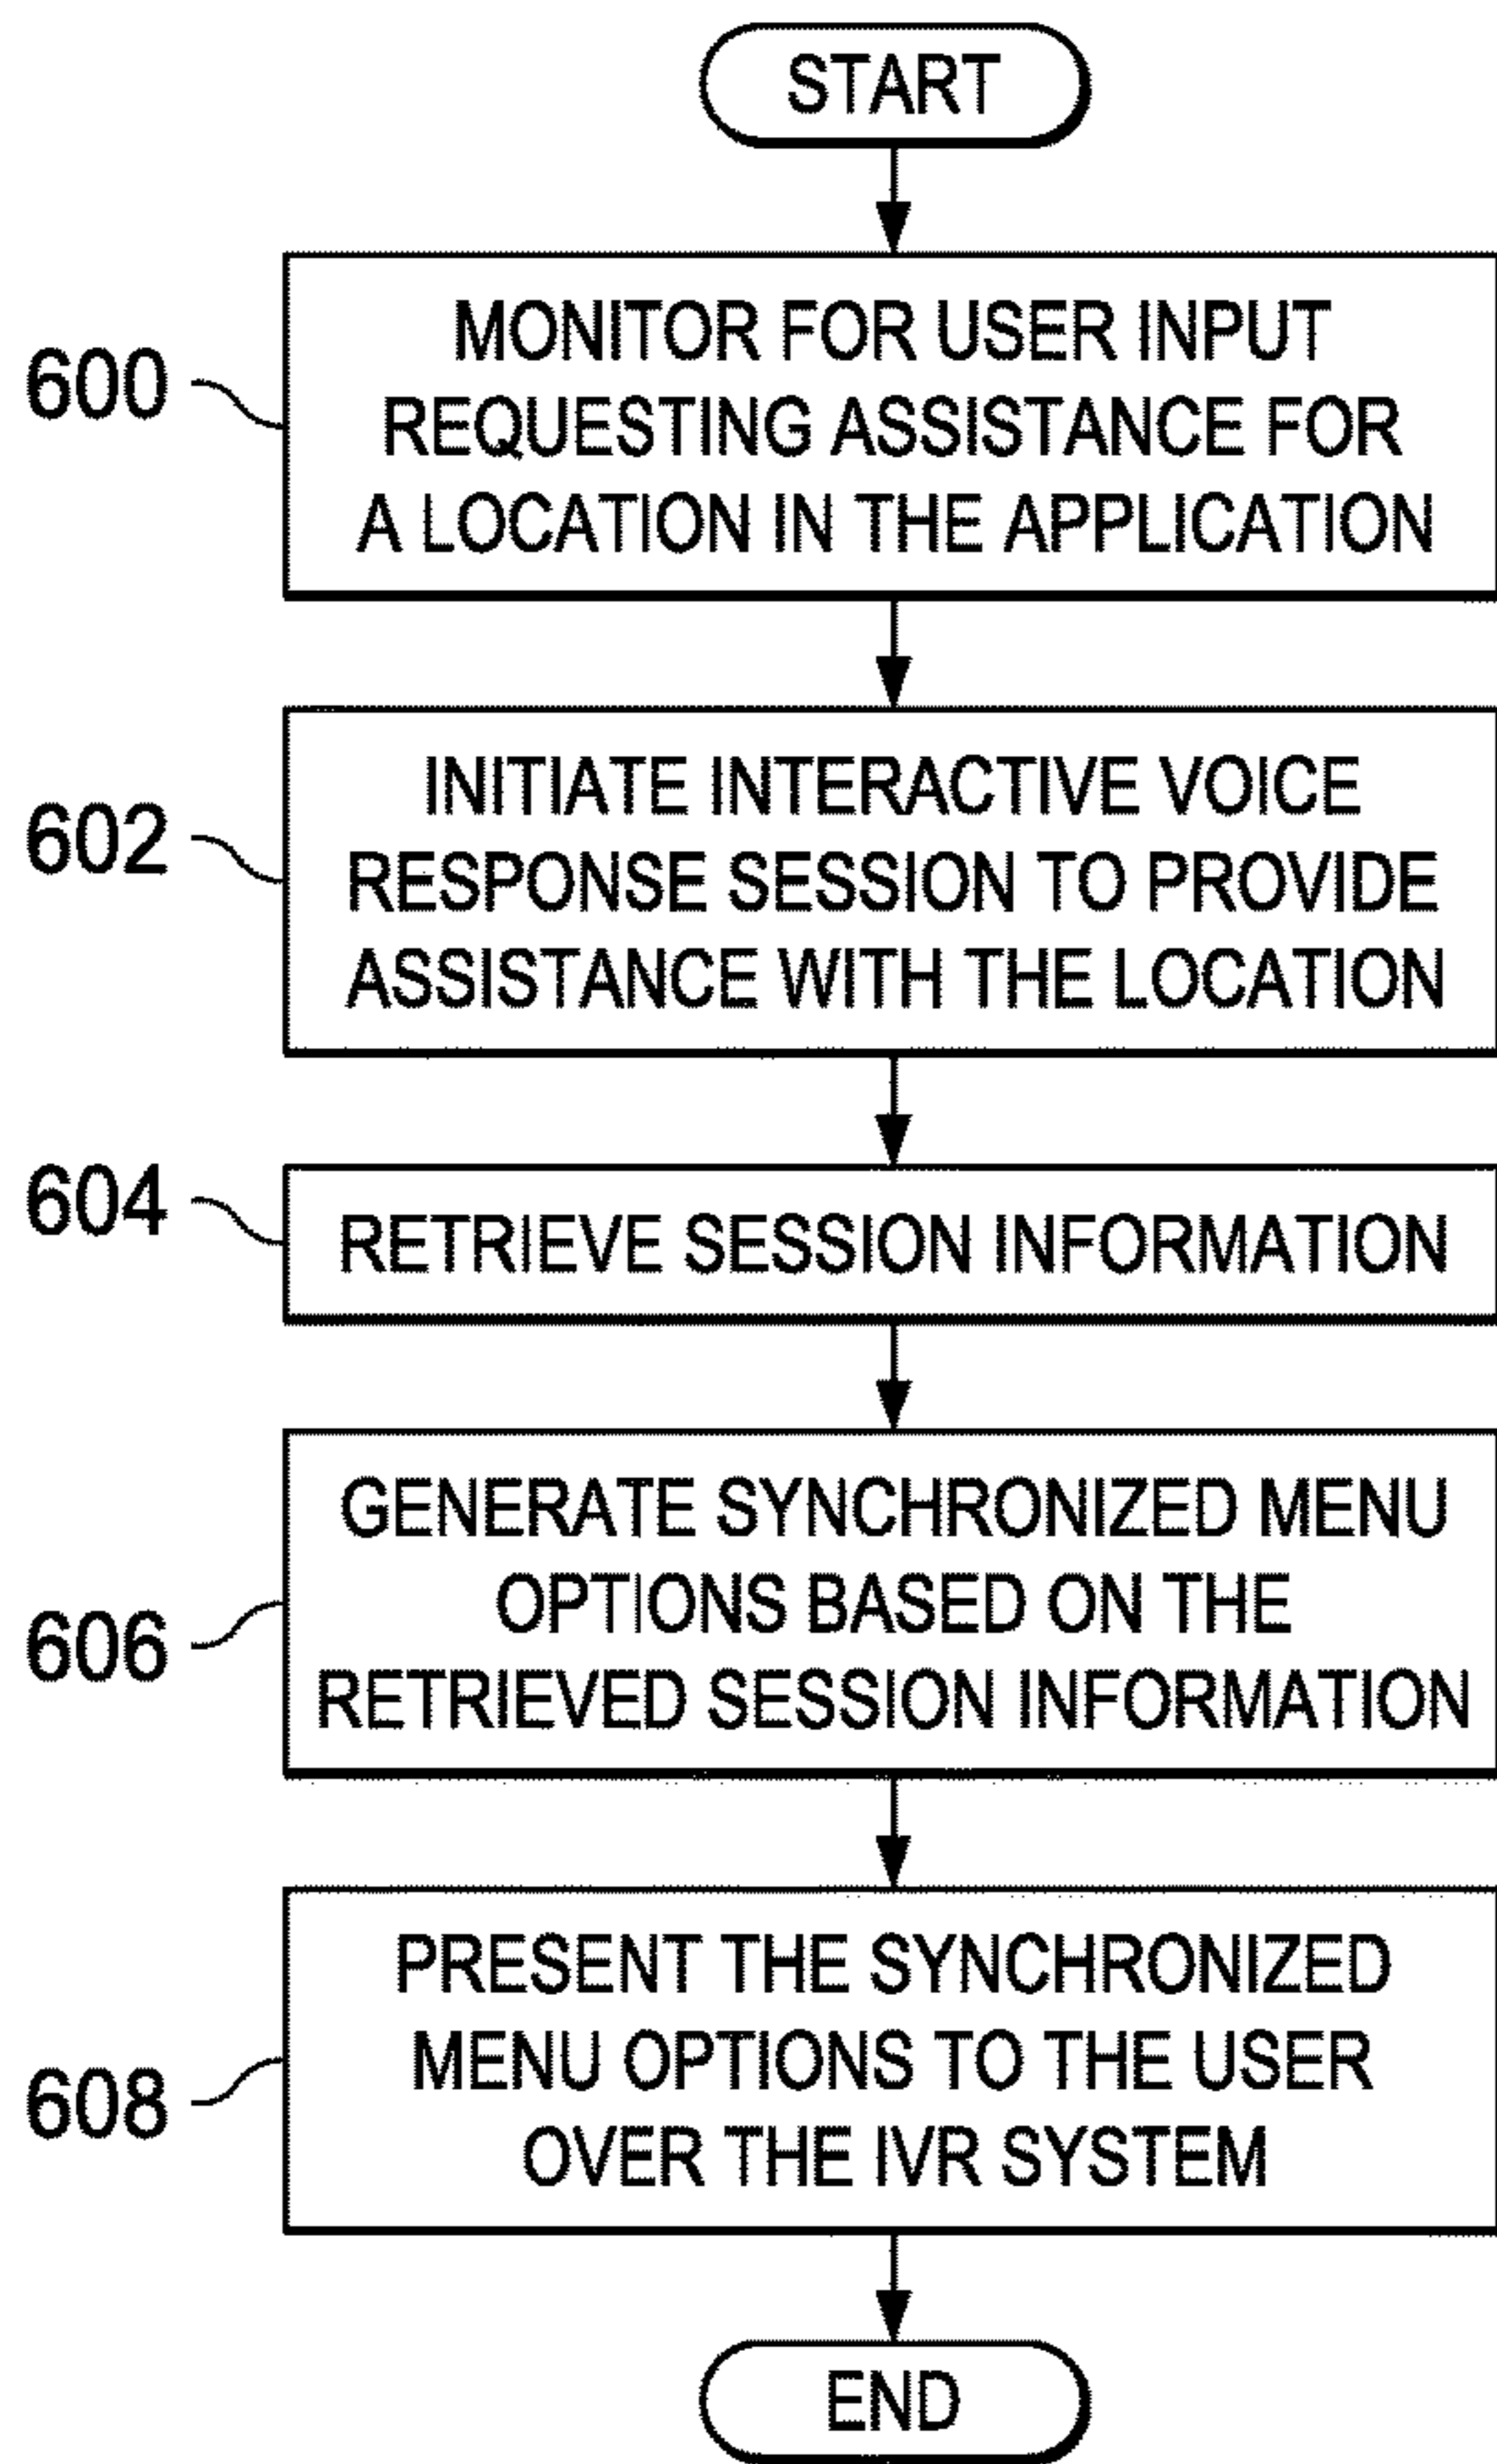 START
600
MONITOR FOR USER INPUT
REQUESTING ASSISTANCE FOR
A LOCATION IN THE APPLICATION
602
INITIATE INTERACTIVE VOICE
RESPONSE SESSION TO PROVIDE
ASSISTANCE WITH THE LOCATION
604
RETRIEVE SESSION INFORMATION
606
GENERATE SYNCHRONIZED MENU
OPTIONS BASED ON THE
RETRIEVED SESSION INFORMATION
608
PRESENT THE SYNCHRONIZED
MENU OPTIONS TO THE USER
OVER THE IVR SYSTEM
END